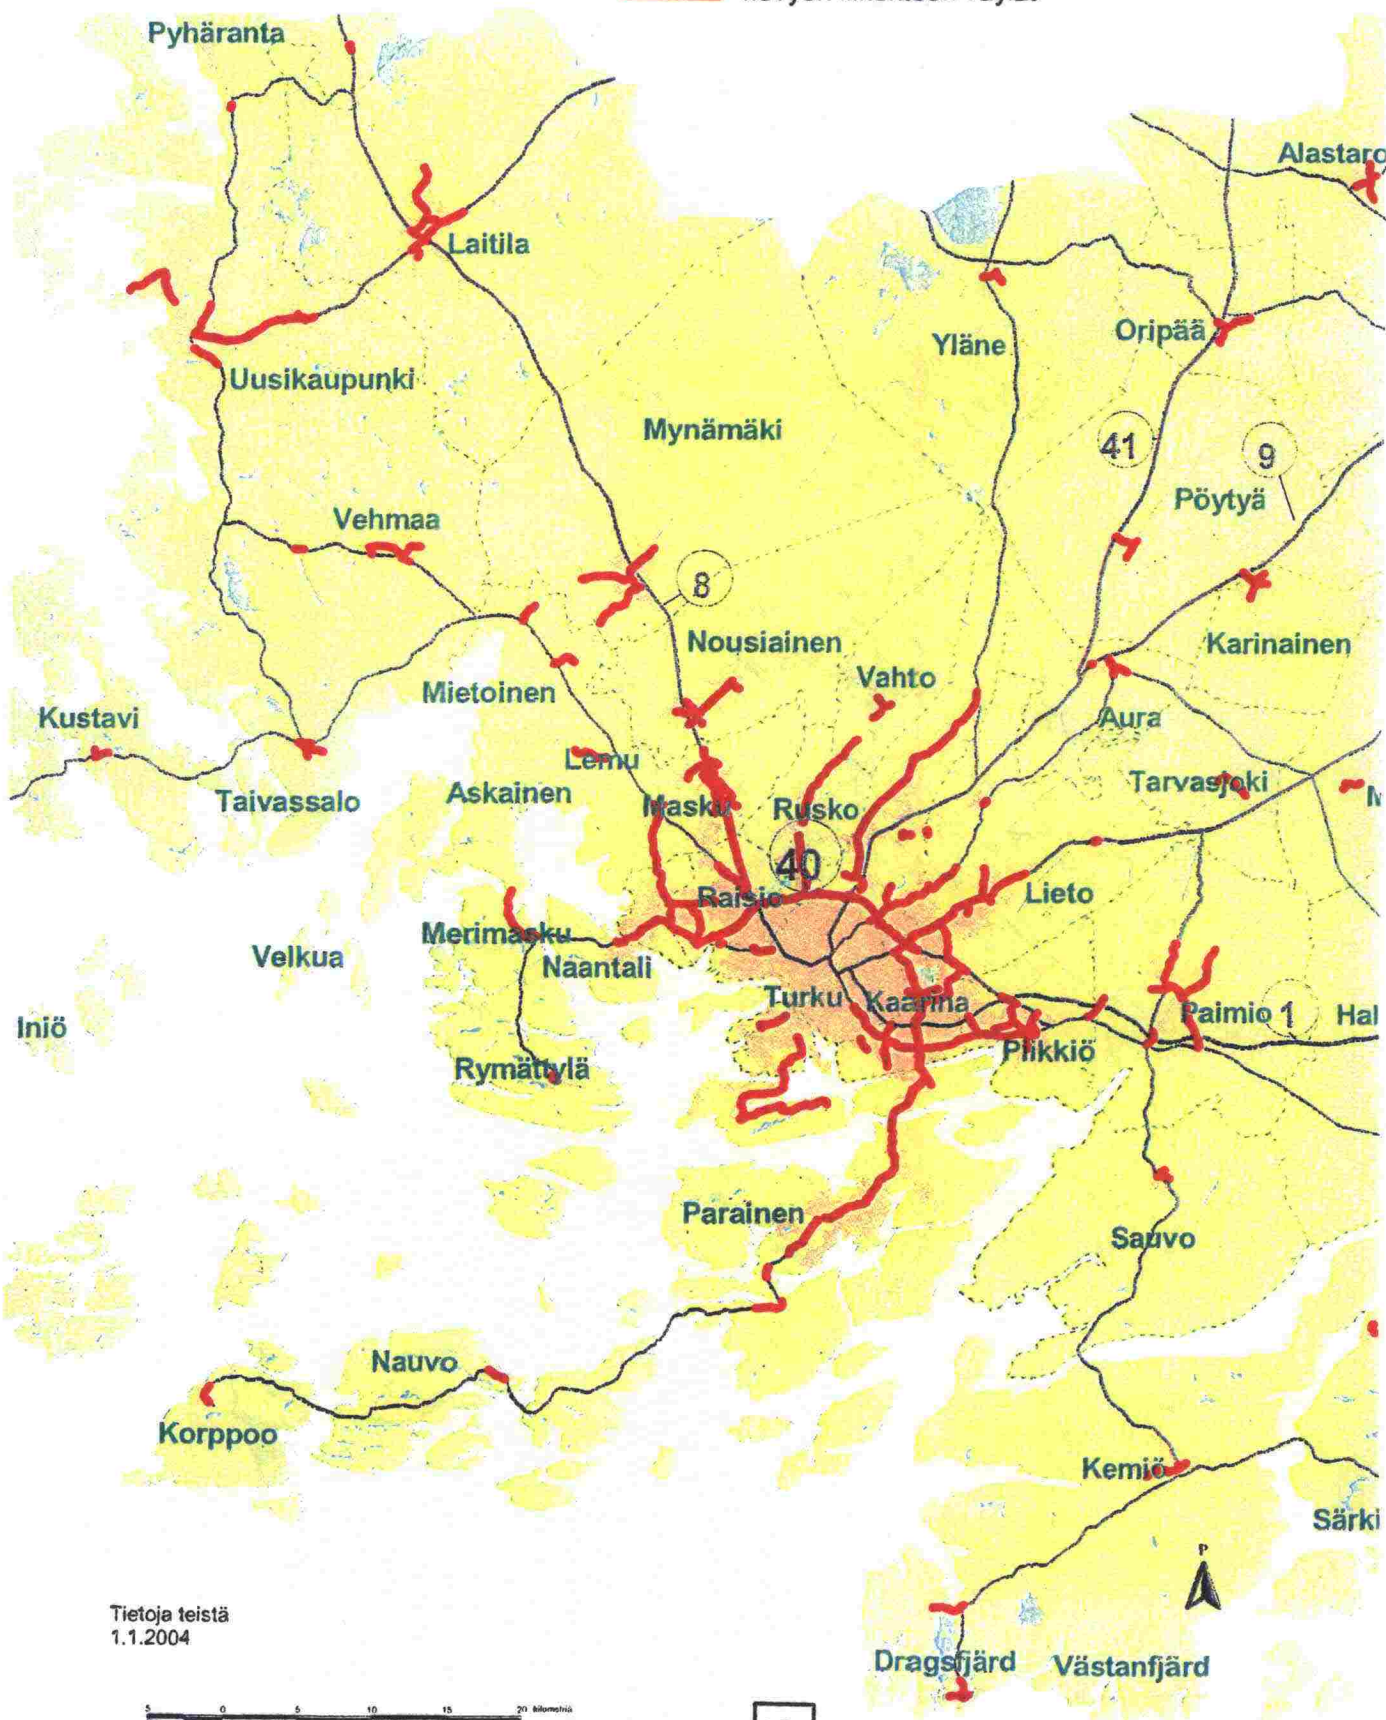 Pyhäranta
Alastaro
Laitila
Oripää
Yläne
Uusikaupunki
Mynämäki
41
9
Pöytyä
Vehmaa
8
Nousiainen
Karinainen
Vahto
Mietoinen
Kustavi
Aura
Lemu
Tarvasjoki
Askainen
Taivassalo
Masku
Rusko
40
Lieto
Raisio
Merimasku
Velkua
Naantali
Turku
Kaarina
Paimio
1
Hal
Iniö
Piikkiö
Rymättylä
Parainen
Sauvo
Nauvo
Korppoo
Kemiö
Särki
P
Tietoja teistä
1.1.2004
Dragsfjärd
Västanfjärd
5 0 5 10 15 20 kilometriä